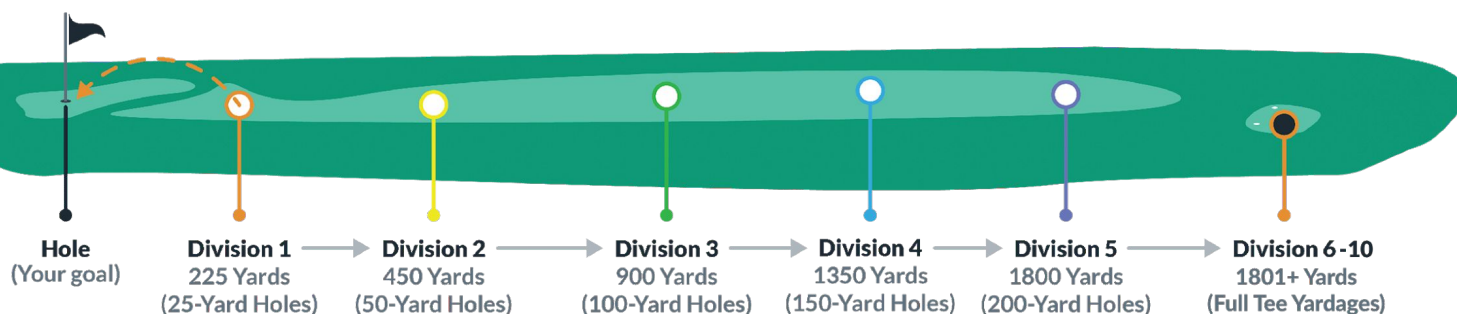 Hole
(Your goal)
Division 1
225 Yards
(25-Yard Holes)
Division 2
450 Yards
(50-Yard Holes)
Division 3
900 Yards
(100-Yard Holes)
Division 4
1350 Yards
(150-Yard Holes)
Division 5
1800 Yards
(200-Yard Holes)
Division 6-10
1801+ Yards
(Full Tee Yardages)